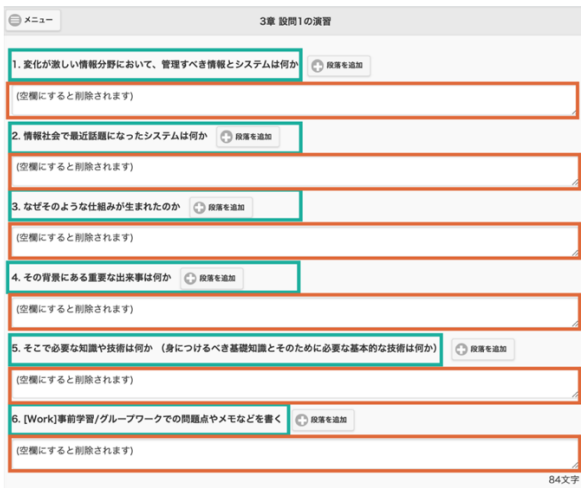 メニュー
3章 設問1の演習
1. 変化が激しい情報分野において、管理すべき情報とシステムは何か 段落を追加
(空欄にすると削除されます)
2. 情報社会で最近話題になったシステムは何か 段落を追加
(空欄にすると削除されます)
3. なぜそのような仕組みが生まれたのか 段落を追加
(空欄にすると削除されます)
4. その背景にある重要な出来事は何か 段落を追加
(空欄にすると削除されます)
5. そこで必要な知識や技術は何か (身につけるべき基礎知識とそのために必要な基本的な技術は何か) 段落を追加
(空欄にすると削除されます)
6. [Work]事前学習/グループワークでの問題点やメモなどを書く 段落を追加
(空欄にすると削除されます)
84文字